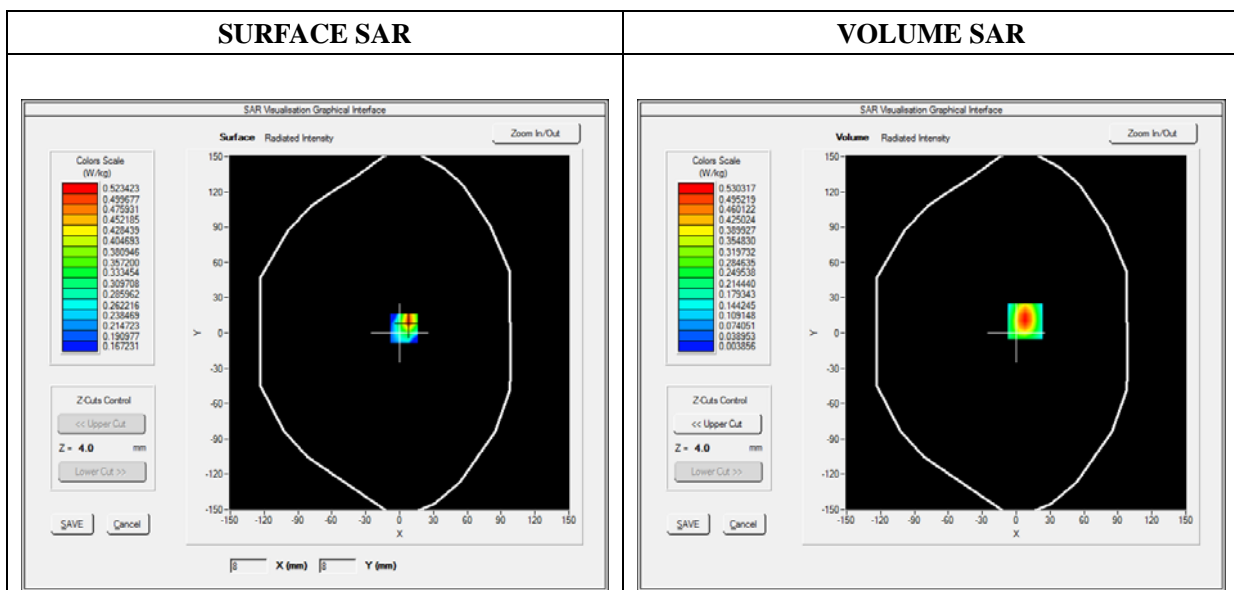 SURFACE SAR
VOLUME SAR
SAR Visualisation Graphical Interface
Surface Radiated Intensity
Zoom In/Out
Colors Scale
(W/kg)
0.523423
0.499677
0.475931
0.452185
0.428439
0.404693
0.380946
0.357200
0.333454
0.309708
0.285962
0.262216
0.238469
0.214723
0.190977
0.167231
Z-Cuts Control
<< Upper Cut
Z = 4.0 mm
Lower Cut >>
SAVE Cancel
150
120
90
60
30
0
-30
-60
-90
-120
-150
Y
-150 -120 -90 -60 -30 0 30 60 90 120 150
X
8 X (mm) 8 Y (mm)
SAR Visualisation Graphical Interface
Volume Radiated Intensity
Zoom In/Out
Colors Scale
(W/kg)
0.530317
0.495219
0.460122
0.425024
0.389927
0.354830
0.319732
0.284635
0.249538
0.214440
0.179343
0.144245
0.109148
0.074051
0.038953
0.003856
Z-Cuts Control
<< Upper Cut
Z = 4.0 mm
Lower Cut >>
SAVE Cancel
150
120
90
60
30
0
-30
-60
-90
-120
-150
Y
-150 -120 -90 -60 -30 0 30 60 90 120 150
X